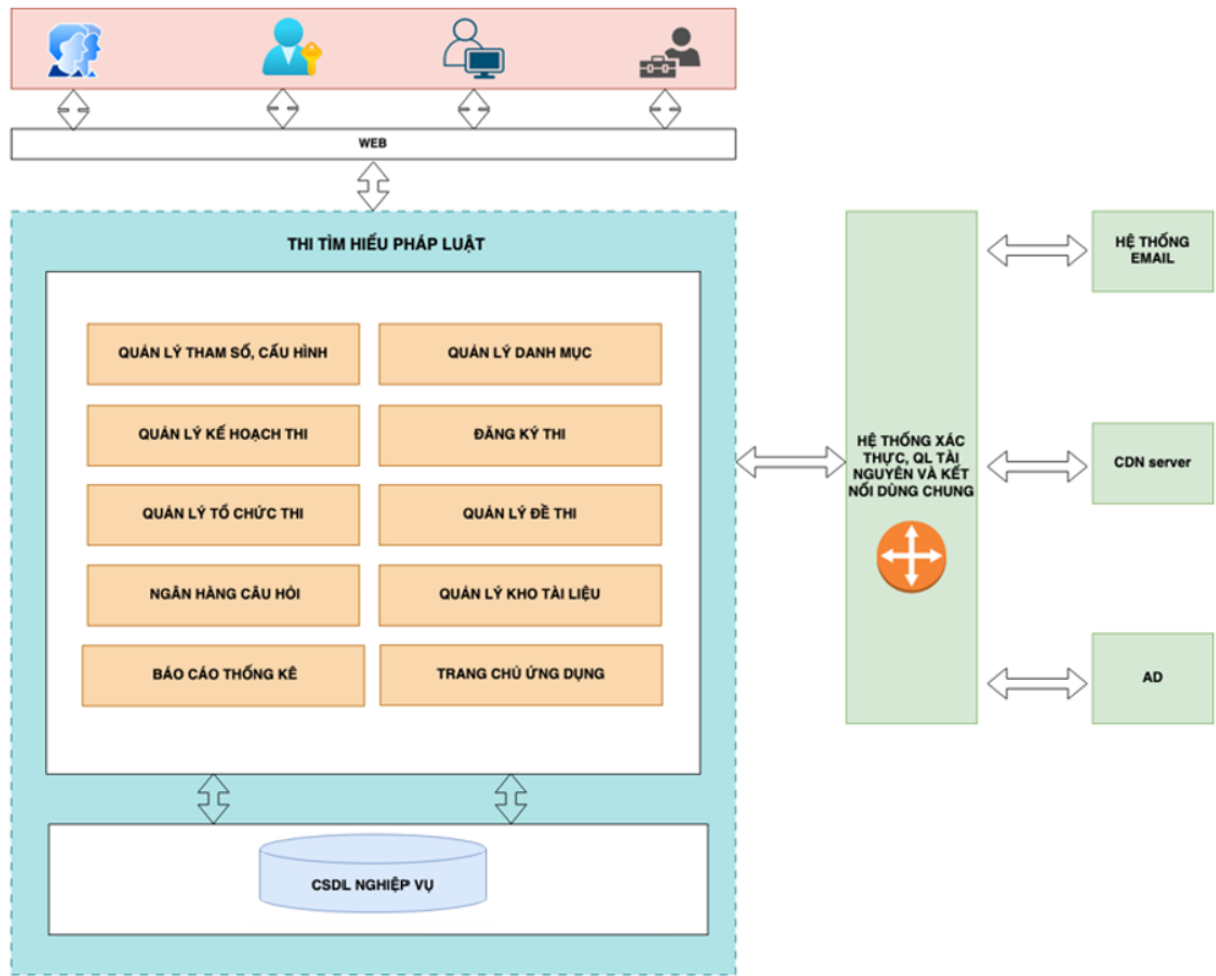 WEB
THI TÌM HIỂU PHÁP LUẬT
QUẢN LÝ THAM SỐ, CẤU HÌNH
QUẢN LÝ DANH MỤC
QUẢN LÝ KẾ HOẠCH THI
ĐĂNG KÝ THI
QUẢN LÝ TỔ CHỨC THI
QUẢN LÝ ĐỀ THI
NGÂN HÀNG CÂU HỎI
QUẢN LÝ KHO TÀI LIỆU
BÁO CÁO THỐNG KÊ
TRANG CHỦ ỨNG DỤNG
CSDL NGHIỆP VỤ
HỆ THỐNG XÁC
THỰC, QL TÀI
NGUYÊN VÀ KẾT
NỐI DÙNG CHUNG
HỆ THỐNG
EMAIL
CDN server
AD